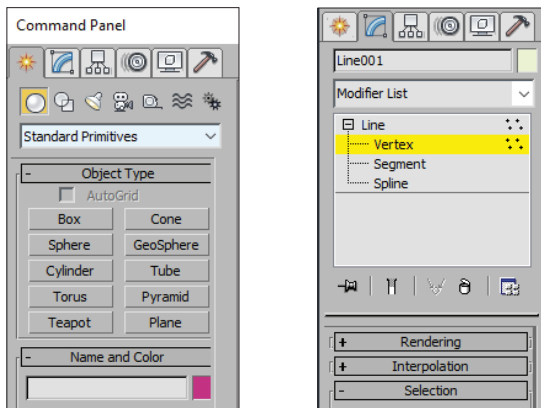 Command Panel
Standard Primitives
- Object Type
AutoGrid
Box Cone
Sphere GeoSphere
Cylinder Tube
Torus Pyramid
Teapot Plane
- Name and Color
Line001
Modifier List
Line
Vertex
Segment
Spline
+ Rendering
+ Interpolation
- Selection